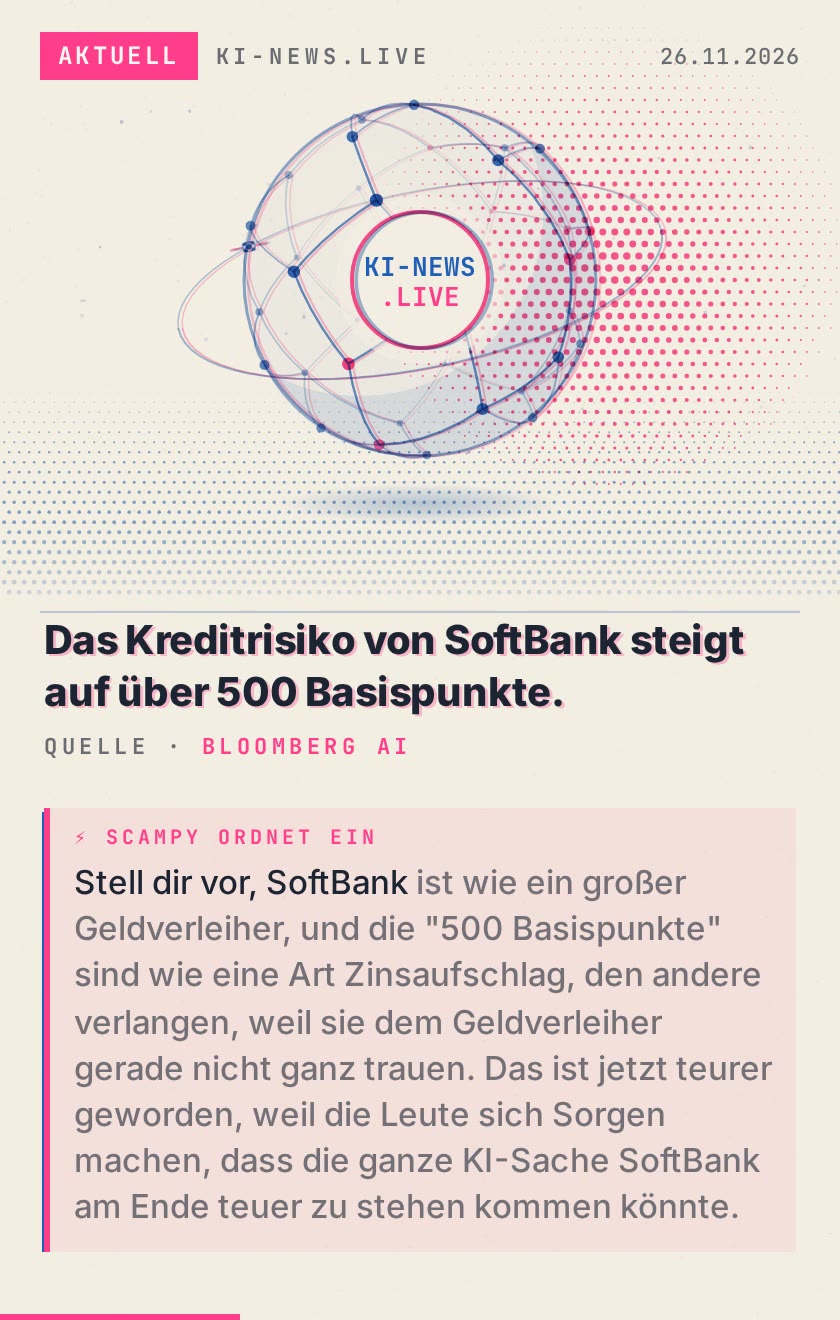 AKTUELL KI-NEWS.LIVE 26.11.2026
KI-NEWS
.LIVE
Das Kreditrisiko von SoftBank steigt
auf über 500 Basispunkte.
QUELLE · BLOOMBERG AI
⚡ SCAMPY ORDNET EIN
Stell dir vor, SoftBank ist wie ein großer
Geldverleiher, und die "500 Basispunkte"
sind wie eine Art Zinsaufschlag, den andere
verlangen, weil sie dem Geldverleiher
gerade nicht ganz trauen. Das ist jetzt teurer
geworden, weil die Leute sich Sorgen
machen, dass die ganze KI-Sache SoftBank
am Ende teuer zu stehen kommen könnte.